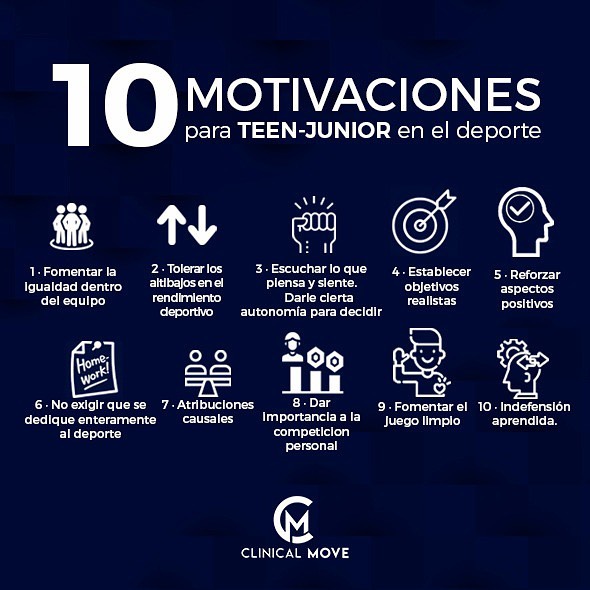 10 MOTIVACIONES
para TEEN-JUNIOR en el deporte
1 · Fomentar la
igualdad dentro
del equipo
2 · Tolerar los
altibajos en el
rendimiento
deportivo
3 · Escuchar lo que
piensa y siente.
Darle cierta
autonomía para decidir
4 · Establecer
objetivos
realistas
5 · Reforzar
aspectos
positivos
Home-
work!
6 · No exigir que se
dedique enteramente
al deporte
7 · Atribuciones
causales
8 · Dar
importancia a la
competicion
personal
9 · Fomentar el
juego limpio
10 · Indefensión
aprendida.
CM
CLINICAL MOVE